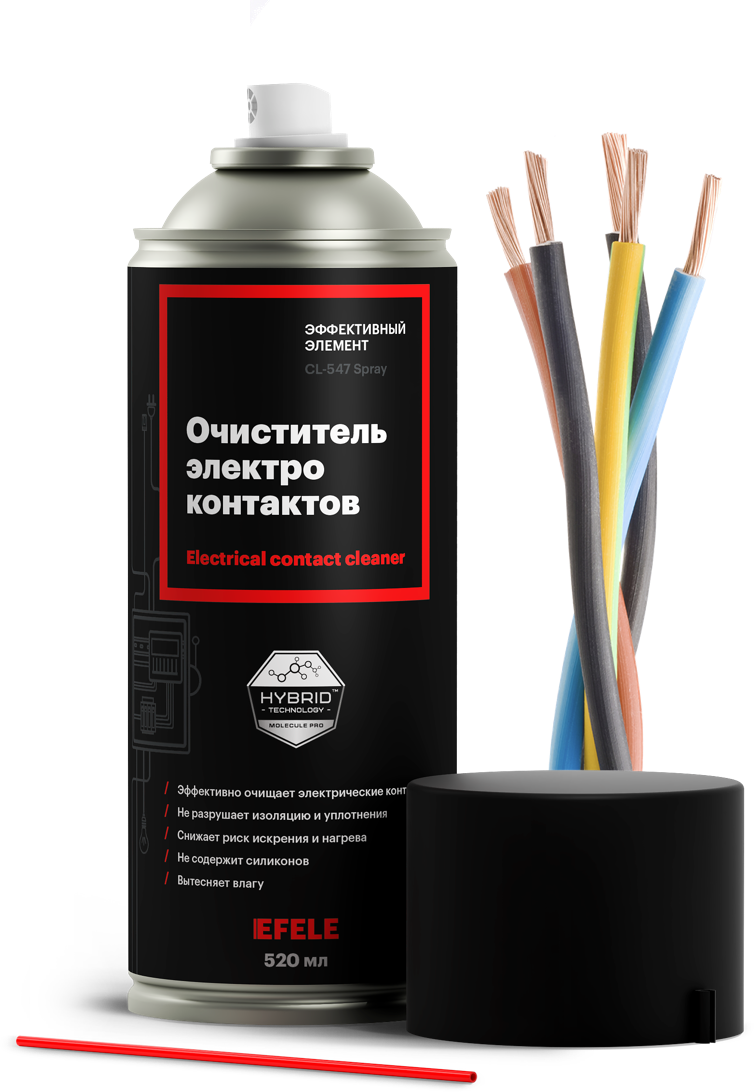 ЭФФЕКТИВНЫЙ
ЭЛЕМЕНТ
CL-547 Spray
Очиститель
электро
контактов
Electrical contact cleaner
HYBRID™
- TECHNOLOGY -
MOLECULE PRO
/ Эффективно очищает электрические конт
/ Не разрушает изоляцию и уплотнения
/ Снижает риск искрения и нагрева
/ Не содержит силиконов
/ Вытесняет влагу
EFELE
520 мл